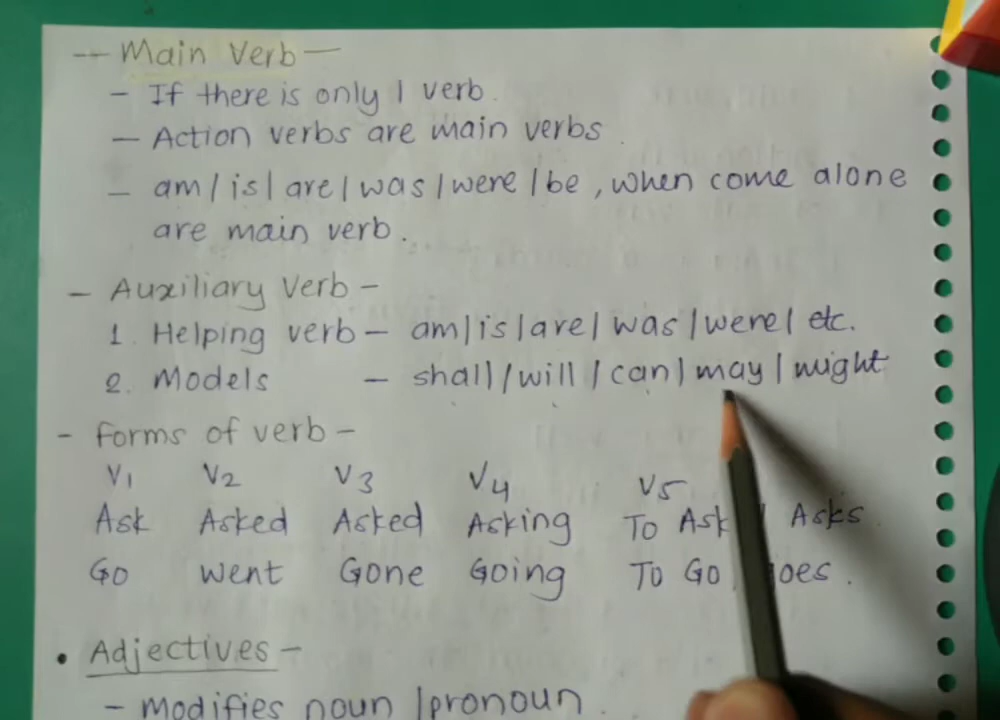 -- Main Verb -
- If there is only 1 verb.
- Action verbs are main verbs.
- am/is/are/was/were/be, when come alone
are main verb.
- Auxiliary Verb -
1. Helping verb - am/is/are/was/were/etc.
2. Models - shall/will/can/may/might
- Forms of verb -
V1 V2 V3 V4 V5
Ask Asked Asked Asking To Ask Asks
Go Went Gone Going To Go
• Adjectives -
- Modifies noun/pronoun.